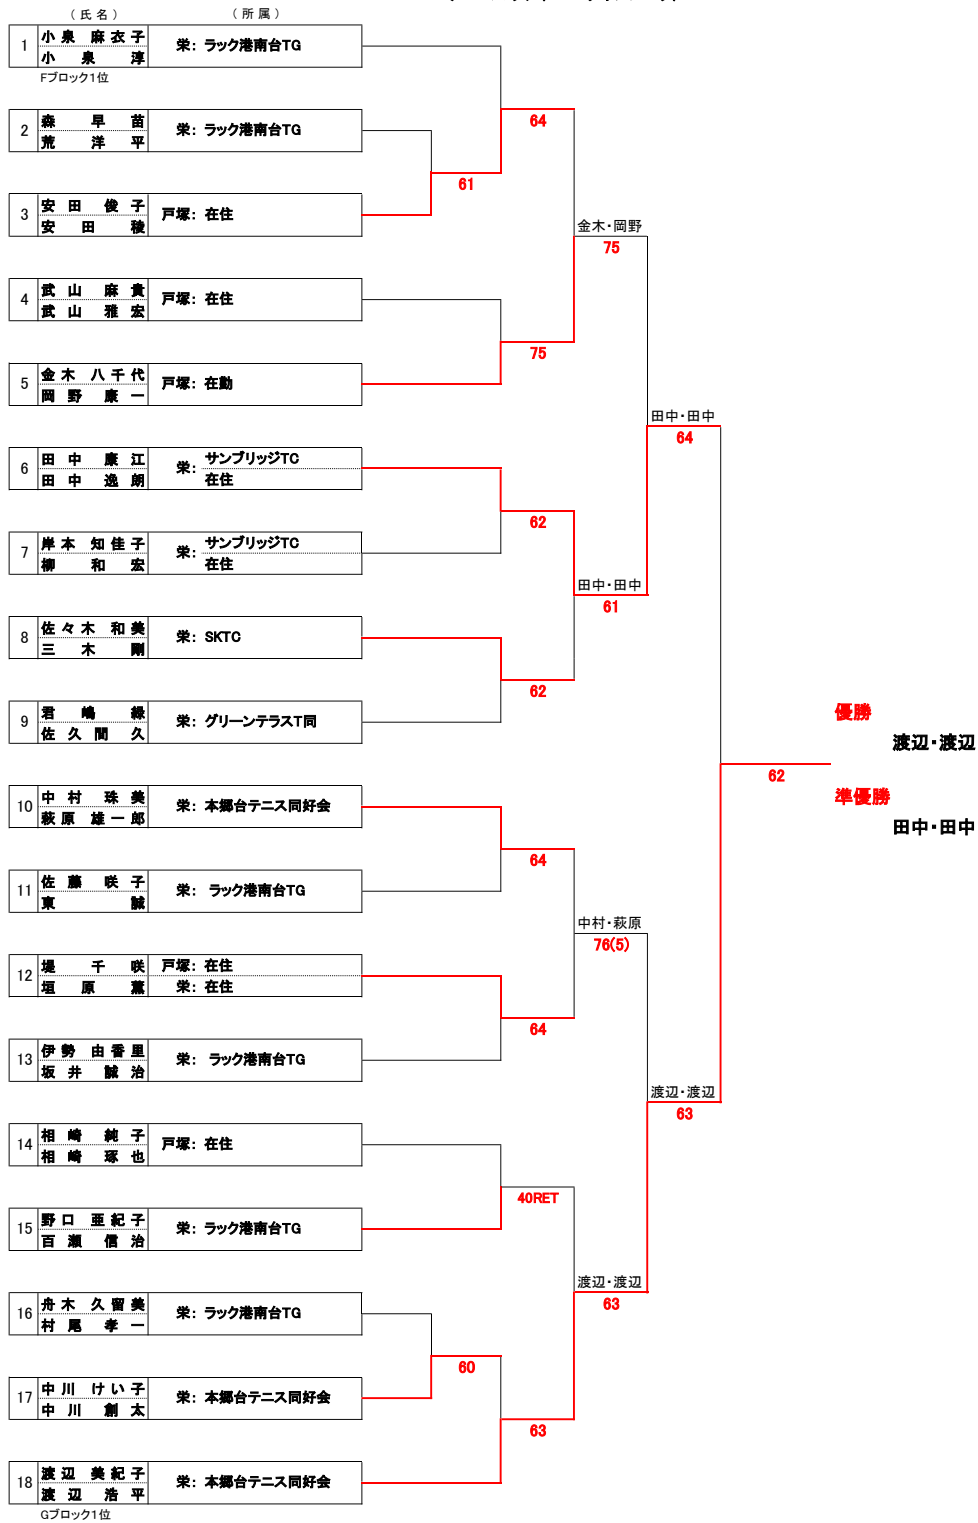 （氏名） （所属）
1 小泉 麻衣子 栄： ラック港南台TG
小泉 淳
Fブロック1位
64
2 森 早苗 栄： ラック港南台TG
荒 洋平
61
3 安田 俊子 戸塚： 在住
安田 稜
金木・岡野
75
4 武山 麻貴 戸塚： 在住
武山 雅宏
75
5 金木 八千代 戸塚： 在勤
岡野 康一
田中・田中
64
6 田中 康江 栄： サンブリッジTC
田中 逸朗 在住
62
7 岸本 知佳子 栄： サンブリッジTC
柳 和宏 在住
田中・田中
61
8 佐々木 和美 栄： SKTC
三木 剛
62
9 君嶋 緑 栄： グリーンテラスT同
佐久間 久
優勝
渡辺・渡辺
62
準優勝
田中・田中
10 中村 珠美 栄： 本郷台テニス同好会
萩原 雄一郎
64
11 佐藤 咲子 栄： ラック港南台TG
東 誠
中村・萩原
76(5)
12 堤 千咲 戸塚： 在住
垣原 薫 栄： 在住
64
13 伊勢 由香里 栄： ラック港南台TG
坂井 誠治
渡辺・渡辺
63
14 相崎 純子 戸塚： 在住
相崎 琢也
40RET
15 野口 亜紀子 栄： ラック港南台TG
百瀬 信治
渡辺・渡辺
63
16 舟木 久留美 栄： ラック港南台TG
村尾 孝一
60
17 中川 けい子 栄： 本郷台テニス同好会
中川 創太
63
18 渡辺 美紀子 栄： 本郷台テニス同好会
渡辺 浩平
Gブロック1位